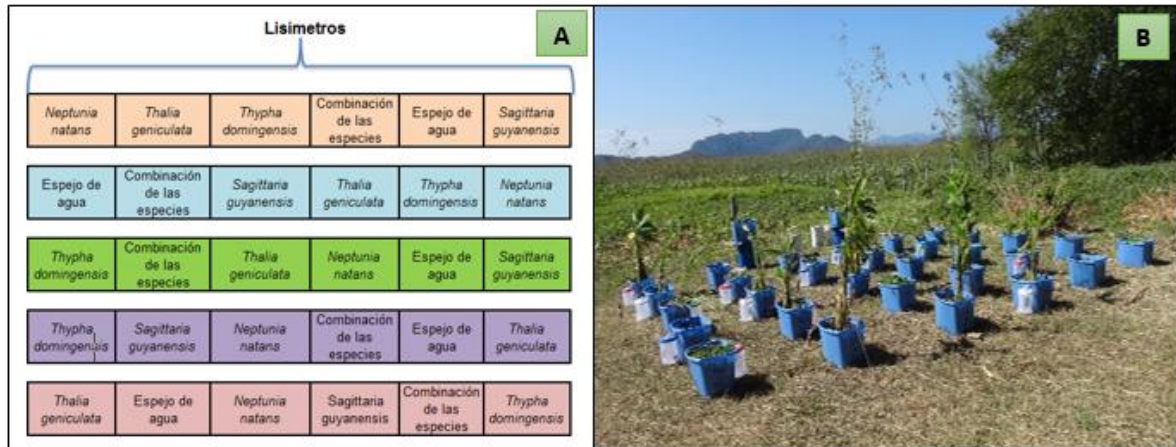 Lisímetros
A
B
Neptunia natans
Thalia geniculata
Thypha domingensis
Combinación de las especies
Espejo de agua
Sagittaria guyanensis
Espejo de agua
Combinación de las especies
Sagittaria guyanensis
Thalia geniculata
Thypha domingensis
Neptunia natans
Thypha domingensis
Combinación de las especies
Thalia geniculata
Neptunia natans
Espejo de agua
Sagittaria guyanensis
Thypha domingensis
Sagittaria guyanensis
Neptunia natans
Combinación de las especies
Espejo de agua
Thalia geniculata
Thalia geniculata
Espejo de agua
Neptunia natans
Sagittaria guyanensis
Combinación de las especies
Thypha domingensis